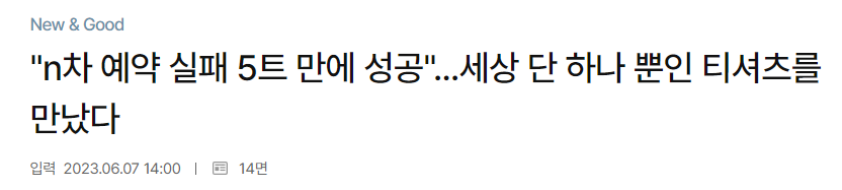 New & Good
"n차 예약 실패 5트 만에 성공"...세상 단 하나 뿐인 티셔츠를
만났다
입력 2023.06.07 14:00 | 14면